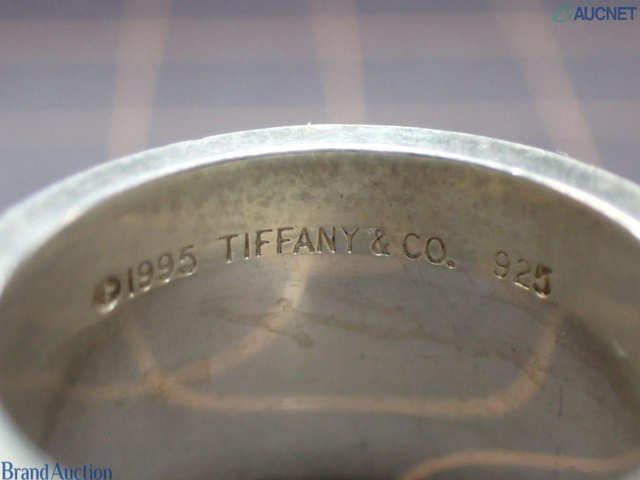 AUCNET
©1995 TIFFANY & CO. 925
Brand Auction